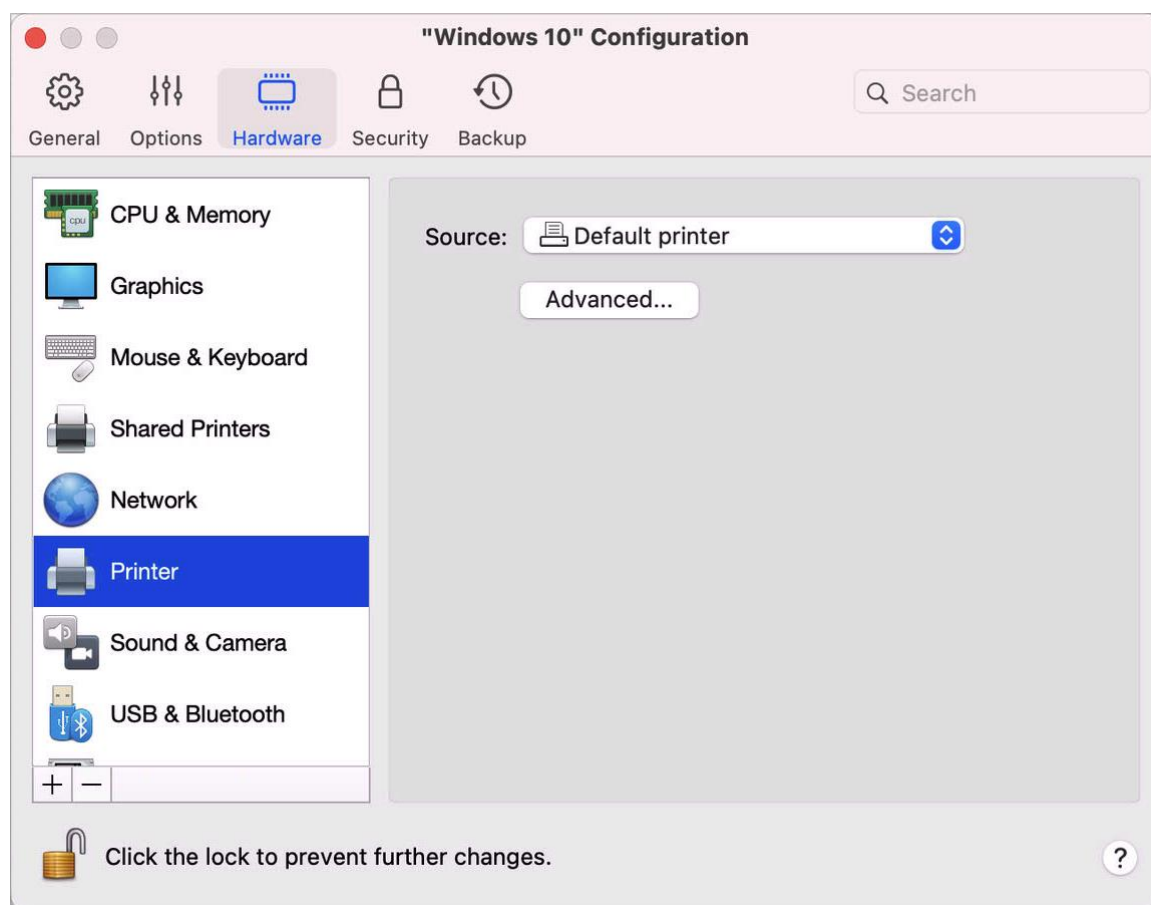 "Windows 10" Configuration
General Options Hardware Security Backup
Search
CPU & Memory
Graphics
Mouse & Keyboard
Shared Printers
Network
Printer
Sound & Camera
USB & Bluetooth
+ −
Source: Default printer
Advanced...
Click the lock to prevent further changes.
?